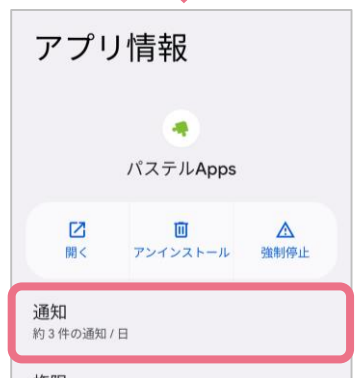 アプリ情報
パステルApps
開く
アンインストール
強制停止
通知
約 3 件の通知 / 日